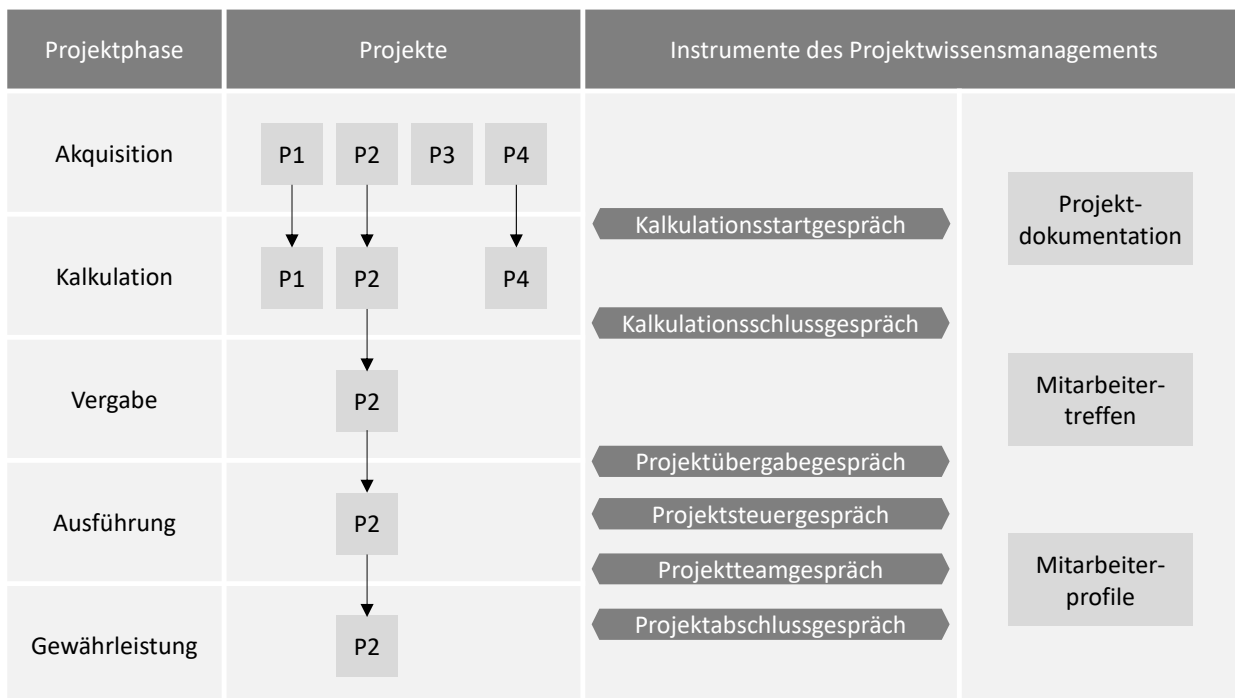 Projektphase
Projekte
Instrumente des Projektwissensmanagements
Akquisition
P1
P2
P3
P4
Kalkulationsstartgespräch
Projekt-
dokumentation
Kalkulation
P1
P2
P4
Kalkulationsschlussgespräch
Vergabe
P2
Mitarbeiter-
treffen
Projektübergabegespräch
Ausführung
P2
Projektsteuergespräch
Projektteamgespräch
Mitarbeiter-
profile
Projektabschlussgespräch
Gewährleistung
P2